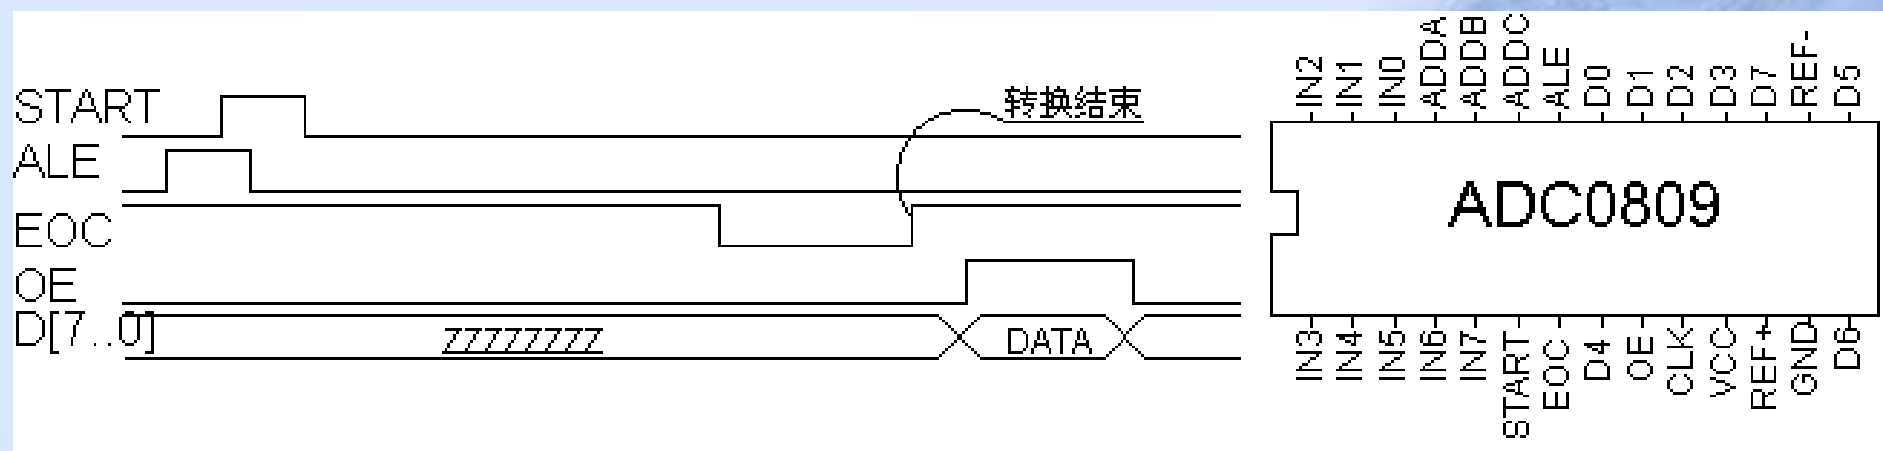 START
ALE
EOC
OE
D[7..0]
转换结束
ZZZZZZZZ
DATA
IN2 IN1 IN0 ADDA ADDB ADDC ALE D0 D1 D2 D3 D7 REF- D5
ADC0809
IN3 IN4 IN5 IN6 IN7 START EOC D4 OE CLK VCC REF+ GND D6